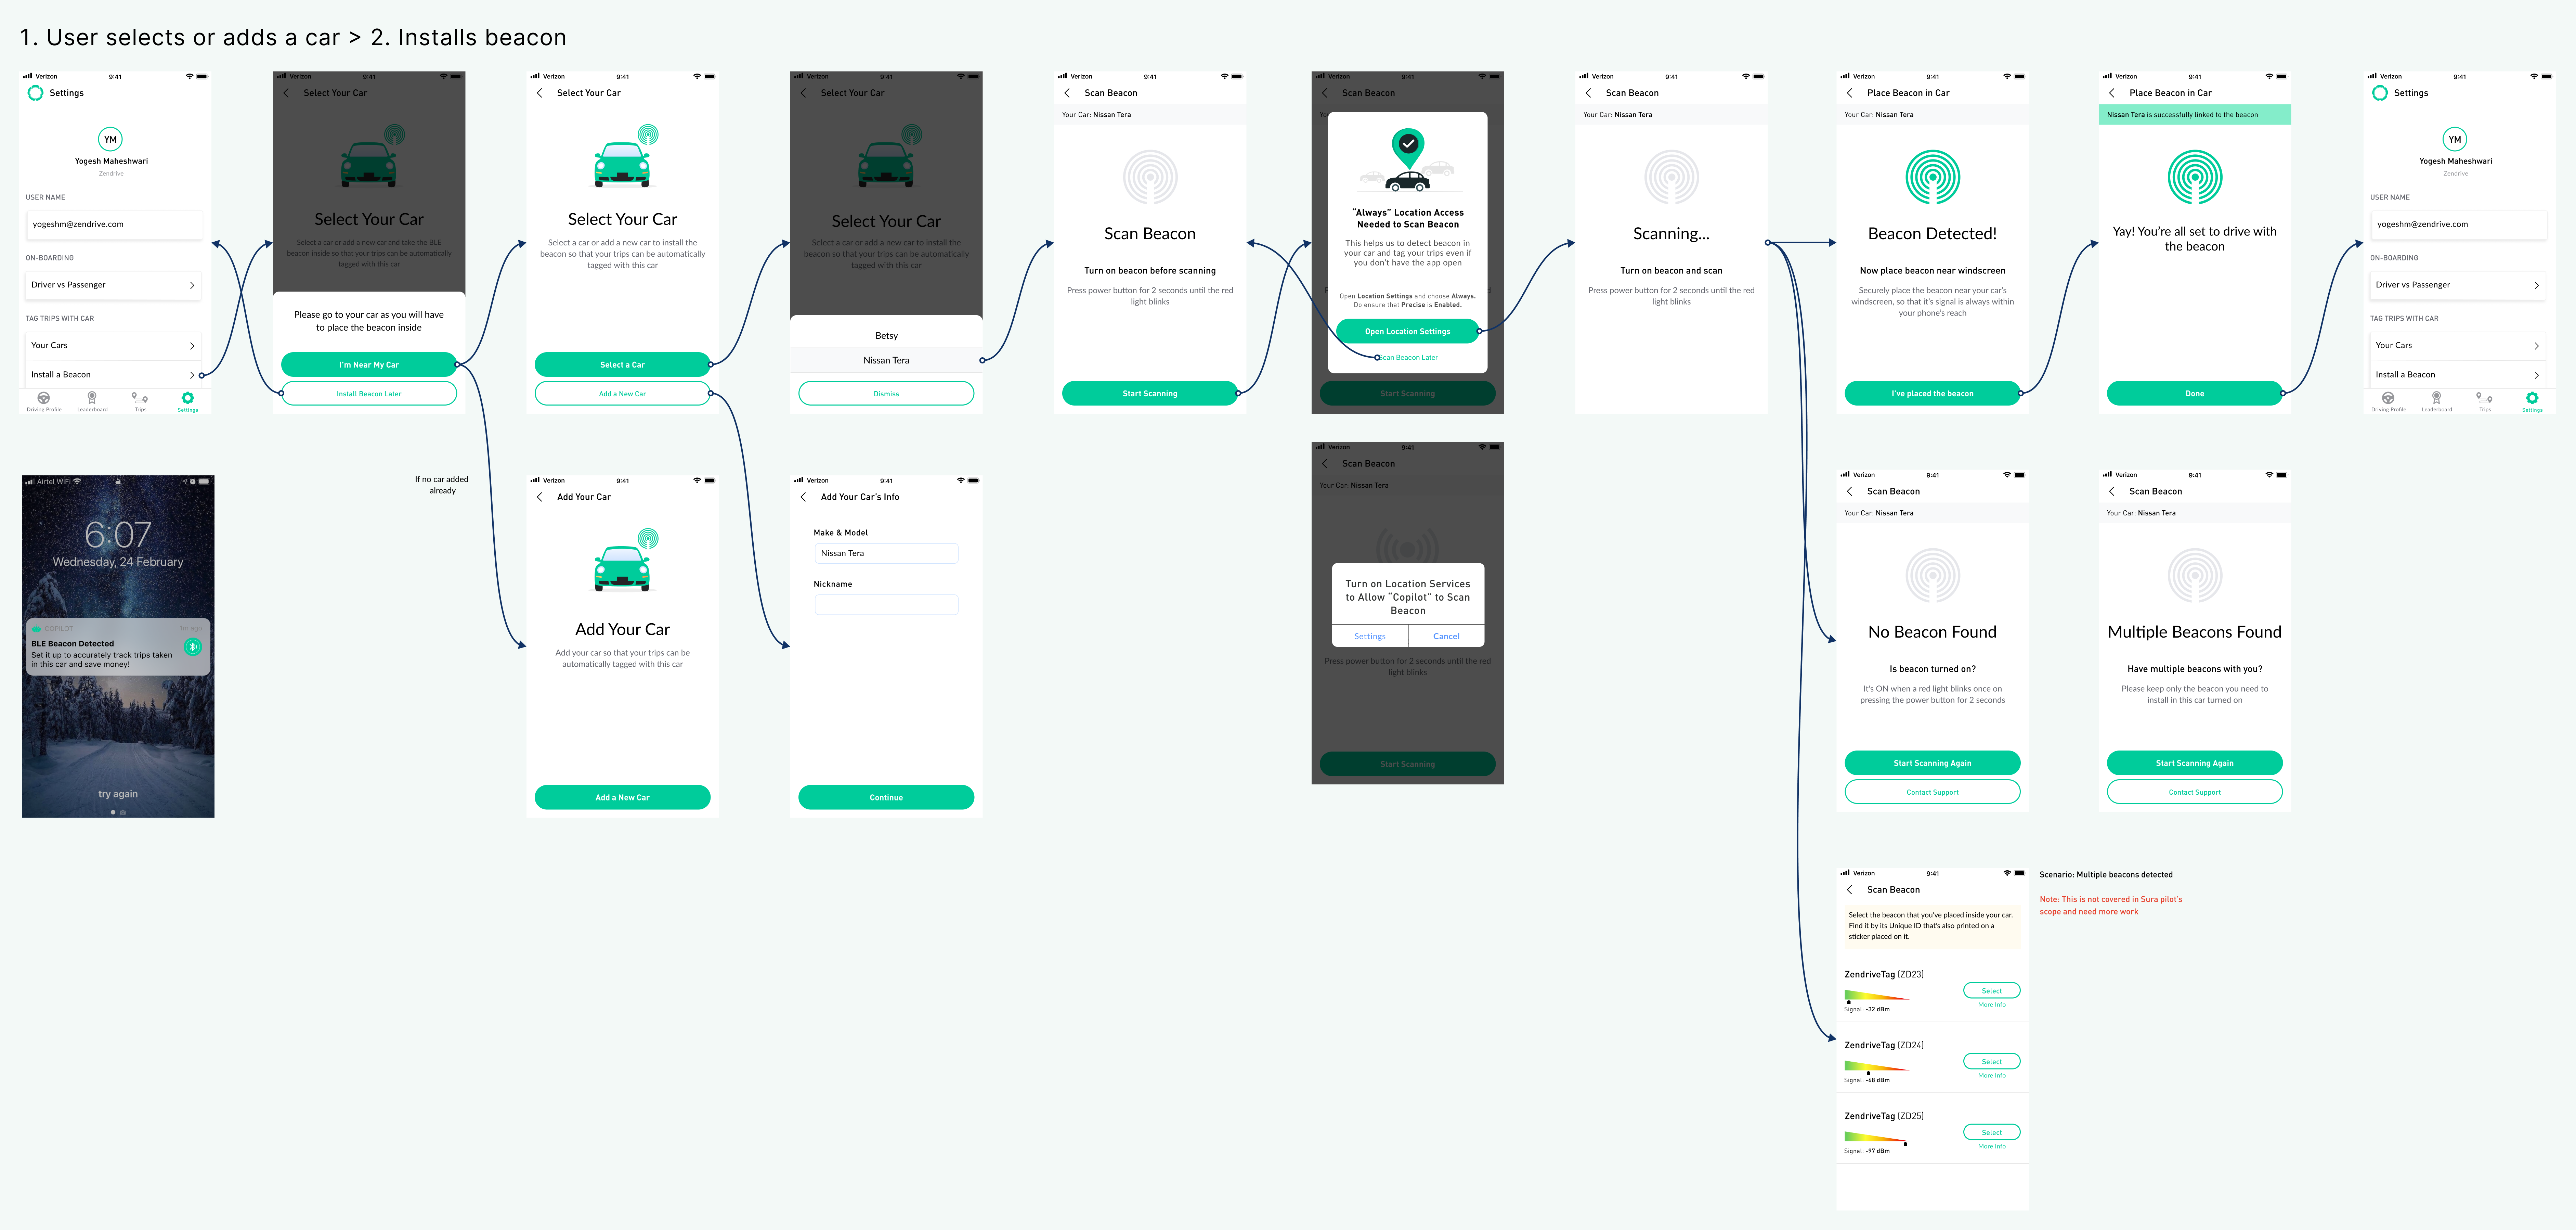 1. User selects or adds a car > 2. Installs beacon
Verizon 9:41
Settings
YM
Yogesh Maheshwari
Zendrive
USER NAME
yogeshm@zendrive.com
ON-BOARDING
Driver vs Passenger
TAG TRIPS WITH CAR
Your Cars
Install a Beacon
Driving Profile Leaderboard Trips Settings
Verizon 9:41
Select Your Car
Select Your Car
Select a car or add a new car and take the BLE
beacon inside so that your trips can be automatically
tagged with this car
Please go to your car as you will have
to place the beacon inside
I'm Near My Car
Install Beacon Later
Verizon 9:41
Select Your Car
Select Your Car
Select a car or add a new car to install the
beacon so that your trips can be automatically
tagged with this car
Select a Car
Add a New Car
Verizon 9:41
Select Your Car
Select Your Car
Select a car or add a new car to install the
beacon so that your trips can be automatically
tagged with this car
Betsy
Nissan Tera
Dismiss
Verizon 9:41
Scan Beacon
Your Car: Nissan Tera
Scan Beacon
Turn on beacon before scanning
Press power button for 2 seconds until the red
light blinks
Start Scanning
Verizon 9:41
Scan Beacon
"Always" Location Access
Needed to Scan Beacon
This helps us to detect beacon in
your car and tag your trips even if
you don't have the app open
Open Location Settings and choose Always.
Do ensure that Precise is Enabled.
Open Location Settings
Scan Beacon Later
Start Scanning
Verizon 9:41
Scan Beacon
Your Car: Nissan Tera
Scanning...
Turn on beacon and scan
Press power button for 2 seconds until the red
light blinks
Verizon 9:41
Place Beacon in Car
Your Car: Nissan Tera
Beacon Detected!
Now place beacon near windscreen
Securely place the beacon near your car's
windscreen, so that it's signal is always within
your phone's reach
I've placed the beacon
Verizon 9:41
Place Beacon in Car
Nissan Tera is successfully linked to the beacon
Yay! You're all set to drive with
the beacon
Done
Verizon 9:41
Settings
YM
Yogesh Maheshwari
Zendrive
USER NAME
yogeshm@zendrive.com
ON-BOARDING
Driver vs Passenger
TAG TRIPS WITH CAR
Your Cars
Install a Beacon
Driving Profile Leaderboard Trips Settings
Airtel WiFi
6:07
Wednesday, 24 February
COPILOT 1m ago
BLE Beacon Detected
Set it up to accurately track trips taken
in this car and save money!
try again
If no car added
already
Verizon 9:41
Add Your Car
Add Your Car
Add your car so that your trips can be
automatically tagged with this car
Add a New Car
Verizon 9:41
Add Your Car's Info
Make & Model
Nissan Tera
Nickname
Continue
Verizon 9:41
Scan Beacon
Your Car: Nissan Tera
Turn on Location Services
to Allow "Copilot" to Scan
Beacon
Settings Cancel
Press power button for 2 seconds until the red
light blinks
Start Scanning
Verizon 9:41
Scan Beacon
Your Car: Nissan Tera
No Beacon Found
Is beacon turned on?
It's ON when a red light blinks once on
pressing the power button for 2 seconds
Start Scanning Again
Contact Support
Verizon 9:41
Scan Beacon
Your Car: Nissan Tera
Multiple Beacons Found
Have multiple beacons with you?
Please keep only the beacon you need to
install in this car turned on
Start Scanning Again
Contact Support
Verizon 9:41
Scan Beacon
Select the beacon that you've placed inside your car.
Find it by its Unique ID that's also printed on a
sticker placed on it.
ZendriveTag (ZD23)
Select
More Info
Signal: -32 dBm
ZendriveTag (ZD24)
Select
More Info
Signal: -68 dBm
ZendriveTag (ZD25)
Select
More Info
Signal: -97 dBm
Scenario: Multiple beacons detected
Note: This is not covered in Sura pilot's
scope and need more work